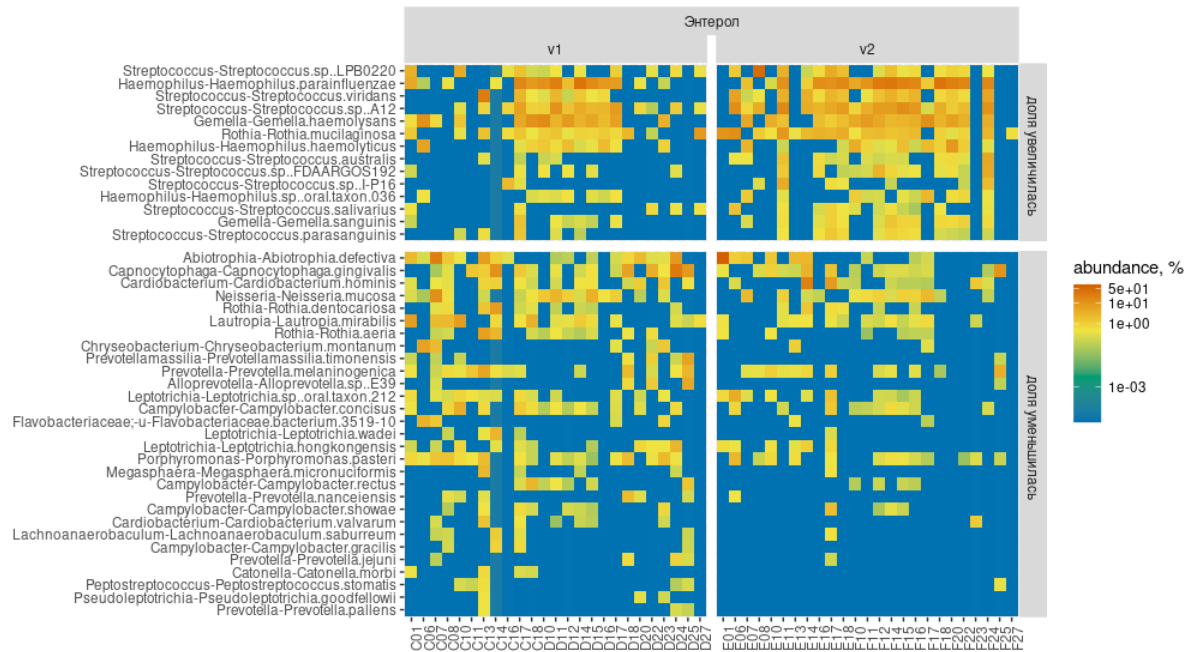 Энтерол
v1
v2
Streptococcus-Streptococcus.sp..LPB0220
Haemophilus-Haemophilus.parainfluenzae
Streptococcus-Streptococcus.viridans
Streptococcus-Streptococcus.sp..A12
Gemella-Gemella.haemolysans
Rothia-Rothia.mucilaginosa
Haemophilus-Haemophilus.haemolyticus
Streptococcus-Streptococcus.australis
Streptococcus-Streptococcus.sp..FDAARGOS192
Streptococcus-Streptococcus.sp..I-P16
Haemophilus-Haemophilus.sp..oral.taxon.036
Streptococcus-Streptococcus.salivarius
Gemella-Gemella.sanguinis
Streptococcus-Streptococcus.parasanguinis
доля увеличилась
Abiotrophia-Abiotrophia.defectiva
Capnocytophaga-Capnocytophaga.gingivalis
Cardiobacterium-Cardiobacterium.hominis
Neisseria-Neisseria.mucosa
Rothia-Rothia.dentocariosa
Lautropia-Lautropia.mirabilis
Rothia-Rothia.aeria
Chryseobacterium-Chryseobacterium.montanum
Prevotellamassilia-Prevotellamassilia.timonensis
Prevotella-Prevotella.melaninogenica
Alloprevotella-Alloprevotella.sp..E39
Leptotrichia-Leptotrichia.sp..oral.taxon.212
Campylobacter-Campylobacter.concisus
Flavobacteriaceae;-u-Flavobacteriaceae.bacterium.3519-10
Leptotrichia-Leptotrichia.wadei
Leptotrichia-Leptotrichia.hongkongensis
Porphyromonas-Porphyromonas.pasteri
Megasphaera-Megasphaera.micronuciformis
Campylobacter-Campylobacter.rectus
Prevotella-Prevotella.nanceiensis
Campylobacter-Campylobacter.showae
Cardiobacterium-Cardiobacterium.valvarum
Lachnoanaerobaculum-Lachnoanaerobaculum.saburreum
Campylobacter-Campylobacter.gracilis
Prevotella-Prevotella.jejuni
Catonella-Catonella.morbi
Peptostreptococcus-Peptostreptococcus.stomatis
Pseudoleptotrichia-Pseudoleptotrichia.goodfellowii
Prevotella-Prevotella.pallens
доля уменьшилась
C01 C06 C07 C08 C10 C11 C13 C14 C16 C17 C18 D10 D11 D12 D14 D15 D16 D17 D18 D20 D22 D23 D24 D25 D27
E01 E06 E07 E08 E10 E11 E13 E14 E16 E17 E18 F10 F11 F12 F14 F15 F16 F17 F18 F20 F22 F23 F24 F25 F27
abundance, %
5e+01
1e+01
1e+00
1e-03